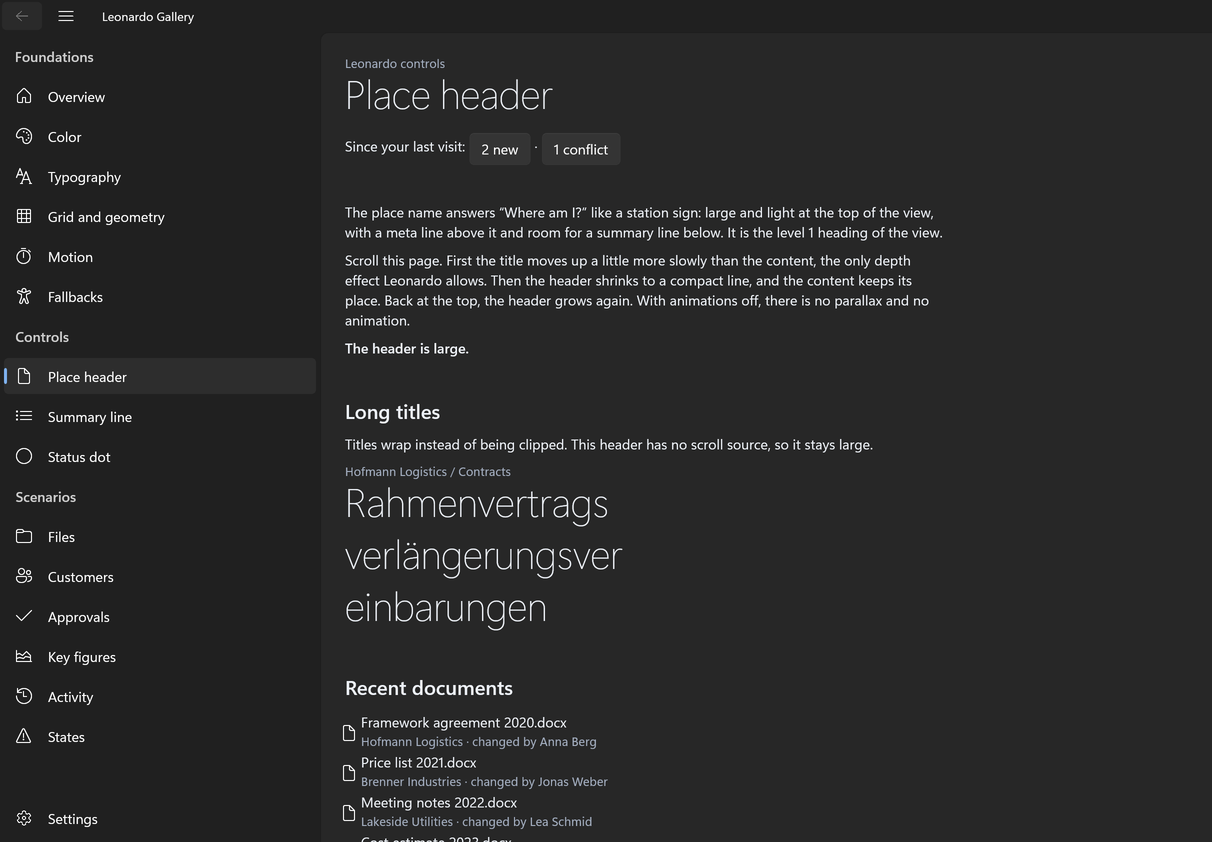 Leonardo Gallery
Foundations
Overview
Color
Typography
Grid and geometry
Motion
Fallbacks
Controls
Place header
Summary line
Status dot
Scenarios
Files
Customers
Approvals
Key figures
Activity
States
Settings
Leonardo controls
Place header
Since your last visit: 2 new · 1 conflict
The place name answers “Where am I?” like a station sign: large and light at the top of the view,
with a meta line above it and room for a summary line below. It is the level 1 heading of the view.
Scroll this page. First the title moves up a little more slowly than the content, the only depth
effect Leonardo allows. Then the header shrinks to a compact line, and the content keeps its
place. Back at the top, the header grows again. With animations off, there is no parallax and no
animation.
The header is large.
Long titles
Titles wrap instead of being clipped. This header has no scroll source, so it stays large.
Hofmann Logistics / Contracts
Rahmenvertrags
verlängerungsver
einbarungen
Recent documents
Framework agreement 2020.docx
Hofmann Logistics · changed by Anna Berg
Price list 2021.docx
Brenner Industries · changed by Jonas Weber
Meeting notes 2022.docx
Lakeside Utilities · changed by Lea Schmid
Cost estimate 2023.docx